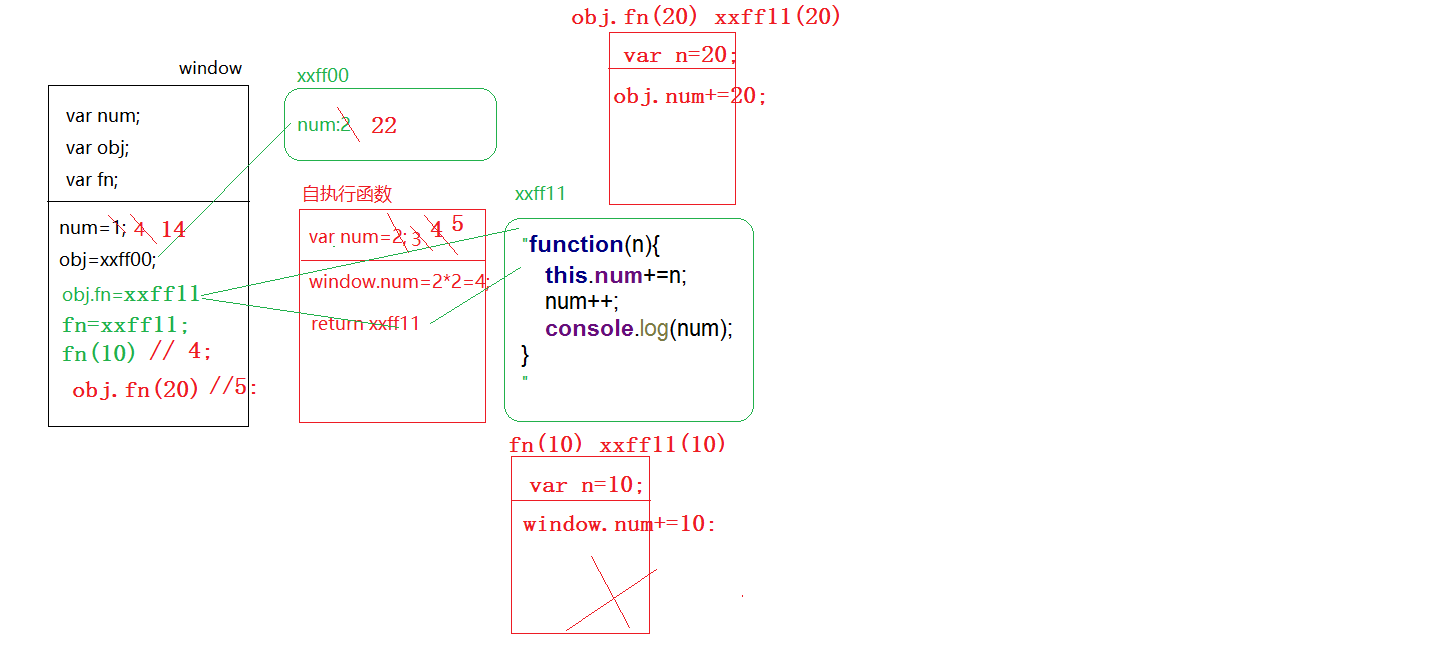 obj.fn(20) xxff11(20)
var n=20;
obj.num+=20;
window
var num;
var obj;
var fn;
num=1; 4 14
obj=xxff00;
obj.fn=xxff11
fn=xxff11;
fn(10) // 4;
obj.fn(20) //5:
xxff00
num:2 22
自执行函数
var num=2; 3 4 5
window.num=2*2=4;
return xxff11
xxff11
"function(n){
this.num+=n;
num++;
console.log(num);
}
"
fn(10) xxff11(10)
var n=10;
window.num+=10: